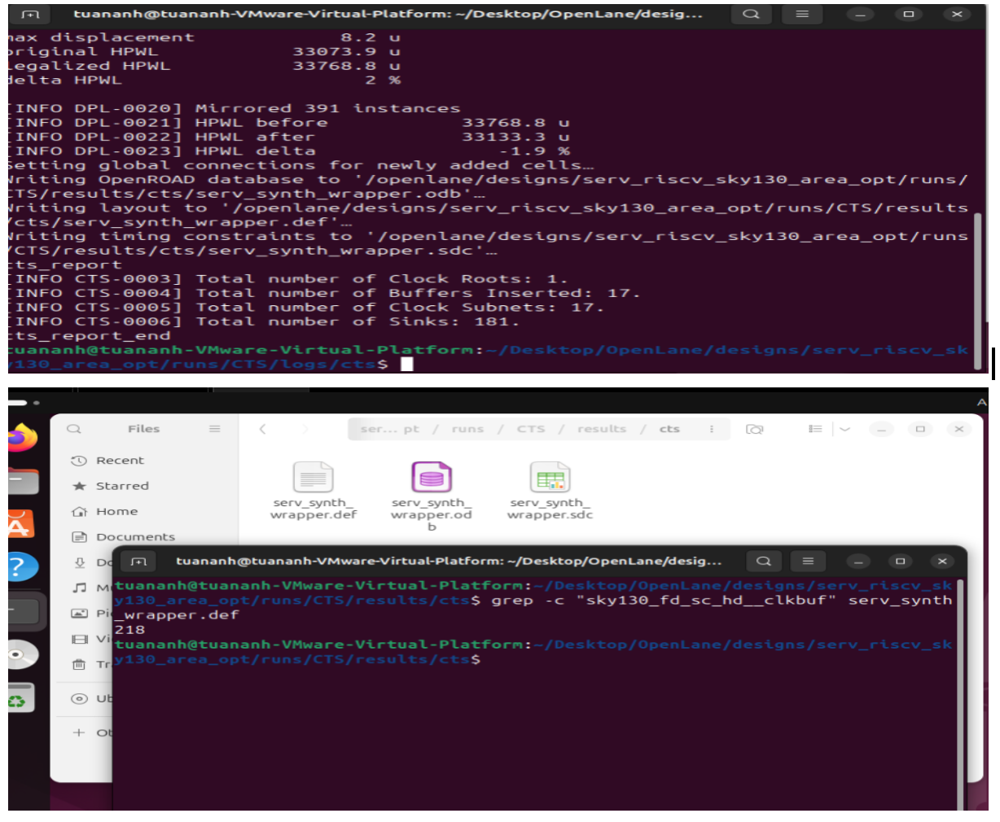 tuananh@tuananh-VMware-Virtual-Platform: ~/Desktop/OpenLane/desig...
max displacement 8.2 u
original HPWL 33073.9 u
legalized HPWL 33768.8 u
delta HPWL 2 %
[INFO DPL-0020] Mirrored 391 instances
[INFO DPL-0021] HPWL before 33768.8 u
[INFO DPL-0022] HPWL after 33133.3 u
[INFO DPL-0023] HPWL delta -1.9 %
Setting global connections for newly added cells…
Writing OpenROAD database to '/openlane/designs/serv_riscv_sky130_area_opt/runs/
CTS/results/cts/serv_synth_wrapper.odb'…
Writing layout to '/openlane/designs/serv_riscv_sky130_area_opt/runs/CTS/results
/cts/serv_synth_wrapper.def'…
Writing timing constraints to '/openlane/designs/serv_riscv_sky130_area_opt/runs
/CTS/results/cts/serv_synth_wrapper.sdc'…
cts_report
[INFO CTS-0003] Total number of Clock Roots: 1.
[INFO CTS-0004] Total number of Buffers Inserted: 17.
[INFO CTS-0005] Total number of Clock Subnets: 17.
[INFO CTS-0006] Total number of Sinks: 181.
cts_report_end
tuananh@tuananh-VMware-Virtual-Platform:~/Desktop/OpenLane/designs/serv_riscv_sk
y130_area_opt/runs/CTS/logs/cts$
A
Files
ser... pt / runs / CTS / results / cts
Recent
Starred
Home
Documents
Do
Mu
Pi
Vi
Tr
Ub
Ot
serv_synth_
wrapper.def
serv_synth_
wrapper.od
b
serv_synth_
wrapper.sdc
tuananh@tuananh-VMware-Virtual-Platform: ~/Desktop/OpenLane/desig...
tuananh@tuananh-VMware-Virtual-Platform:~/Desktop/OpenLane/designs/serv_riscv_sk
y130_area_opt/runs/CTS/results/cts$ grep -c "sky130_fd_sc_hd__clkbuf" serv_synth
_wrapper.def
218
tuananh@tuananh-VMware-Virtual-Platform:~/Desktop/OpenLane/designs/serv_riscv_sk
y130_area_opt/runs/CTS/results/cts$